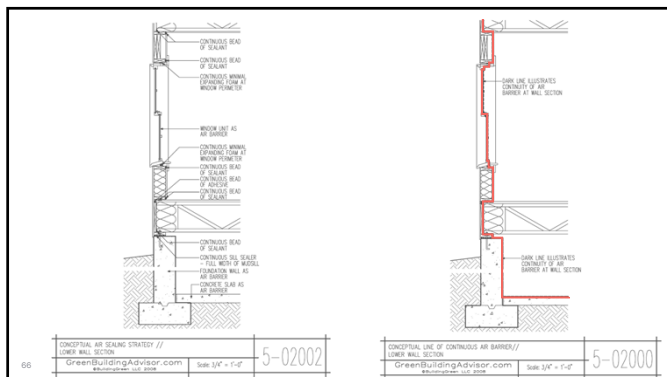 CONTINUOUS BEAD
OF SEALANT
CONTINUOUS BEAD
OF SEALANT
CONTINUOUS MINIMAL
EXPANDING FOAM AT
WINDOW PERIMETER
WINDOW UNIT AS
AIR BARRIER
CONTINUOUS MINIMAL
EXPANDING FOAM AT
WINDOW PERIMETER
CONTINUOUS BEAD
OF SEALANT
CONTINUOUS BEAD
OF ADHESIVE
CONTINUOUS BEAD
OF SEALANT
CONTINUOUS BEAD
OF SEALANT
CONTINUOUS SILL SEALER
- FULL WIDTH OF MUDSILL
FOUNDATION WALL AS
AIR BARRIER
CONCRETE SLAB AS
AIR BARRIER
CONCEPTUAL AIR SEALING STRATEGY //
LOWER WALL SECTION
5-02002
GreenBuildingAdvisor.com
©BuildingGreen LLC 2008
Scale: 3/4" = 1'-0"
DARK LINE ILLUSTRATES
CONTINUITY OF AIR
BARRIER AT WALL SECTION
DARK LINE ILLUSTRATES
CONTINUITY OF AIR
BARRIER AT WALL SECTION
CONCEPTUAL LINE OF CONTINUOUS AIR BARRIER//
LOWER WALL SECTION
5-02000
GreenBuildingAdvisor.com
©BuildingGreen LLC 2008
Scale: 3/4" = 1'-0"
66